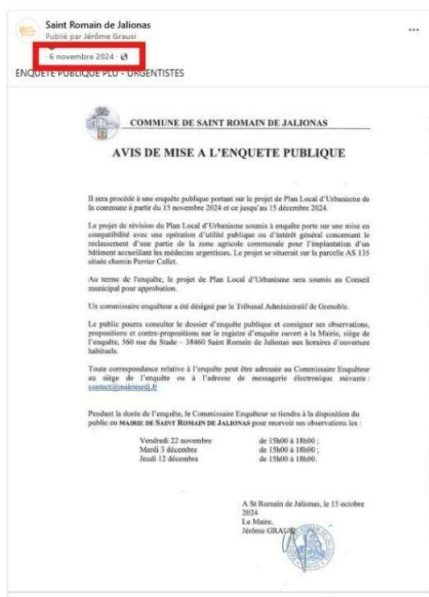 Saint Romain de Jalionas
Publié par Jérôme Grausi
· 6 novembre 2024 ·
ENQUETE PUBLIQUE PLU - URGENTISTES
COMMUNE DE SAINT ROMAIN DE JALIONAS
AVIS DE MISE A L'ENQUETE PUBLIQUE
Il sera procédé à une enquête publique portant sur le projet de Plan Local d'Urbanisme de
la commune à partir du 15 novembre 2024 et ce jusqu'au 15 décembre 2024.
Le projet de révision du Plan Local d'Urbanisme soumis à enquête porte sur une mise en
compatibilité avec une opération d'utilité publique ou d'intérêt général concernant le
reclassement d'une partie de la zone agricole communale pour l'implantation d'un
bâtiment accueillant les médecins urgentistes. Le projet se situerait sur la parcelle AS 135
située chemin Perrier Callet.
Au terme de l'enquête, le projet de Plan Local d'Urbanisme sera soumis au Conseil
municipal pour approbation.
Un commissaire enquêteur a été désigné par le Tribunal Administratif de Grenoble.
Le public pourra consulter le dossier d'enquête publique et consigner ses observations,
propositions et contre-propositions sur le registre d'enquête ouvert à la Mairie, siège de
l'enquête, 560 rue du Stade – 38460 Saint Romain de Jalionas aux horaires d'ouverture
habituels.
Toute correspondance relative à l'enquête peut être adressée au Commissaire Enquêteur
au siège de l'enquête ou à l'adresse de messagerie électronique suivante :
contact@mairiesrdj.fr
Pendant la durée de l'enquête, le Commissaire Enquêteur se tiendra à la disposition du
public en MAIRIE DE SAINT ROMAIN DE JALIONAS pour recevoir ses observations les :
Vendredi 22 novembre de 15h00 à 18h00 ;
Mardi 3 décembre de 15h00 à 18h00 ;
Jeudi 12 décembre de 15h00 à 18h00.
A St Romain de Jalionas, le 15 octobre
2024
Le Maire,
Jérôme GRAUSI